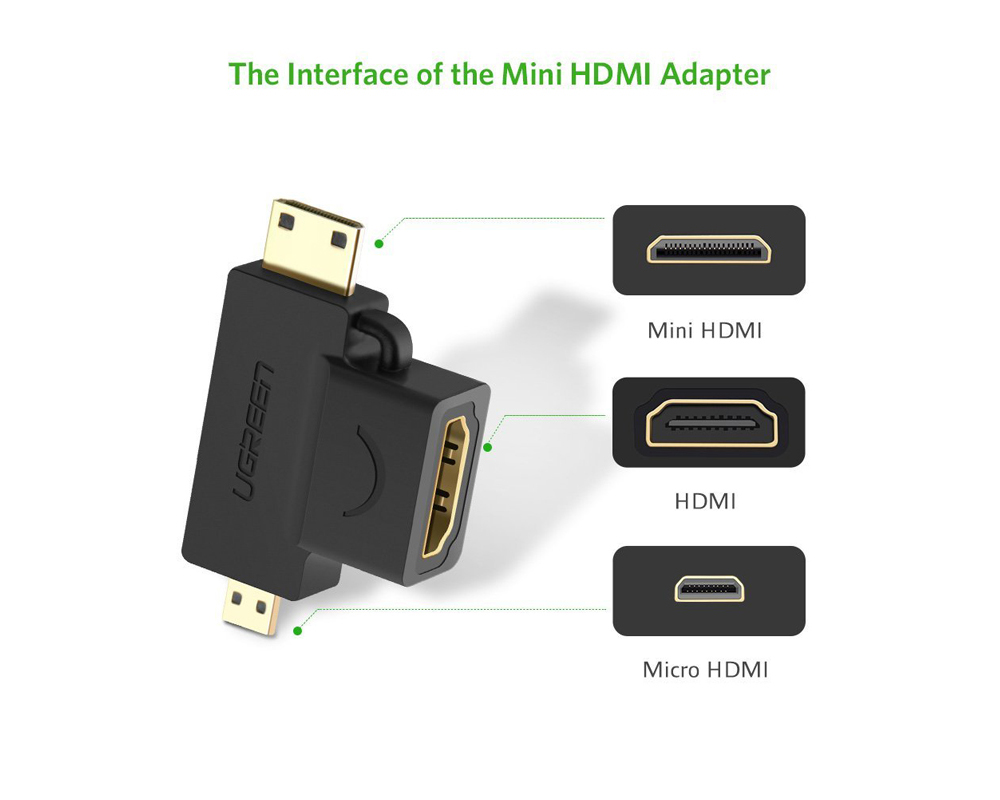 The Interface of the Mini HDMI Adapter
UGREEN
Mini HDMI
HDMI
Micro HDMI